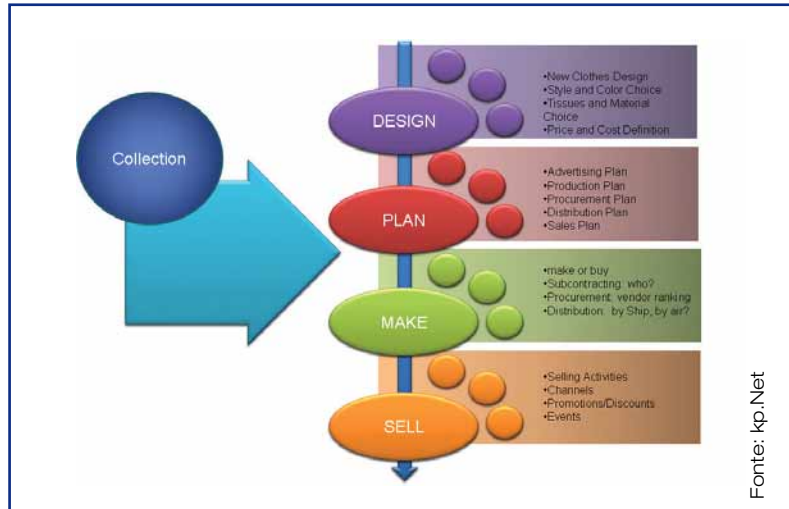 Collection
DESIGN
•New Clothes Design
•Style and Color Choice
•Tissues and Material
Choice
•Price and Cost Definition
PLAN
•Advertising Plan
•Production Plan
•Procurement Plan
•Distribution Plan
•Sales Plan
MAKE
•make or buy
•Subcontracting: who?
•Procurement: vendor ranking
•Distribution: by Ship, by air?
SELL
•Selling Activities
•Channels
•Promotions/Discounts
•Events
Fonte: kp.Net